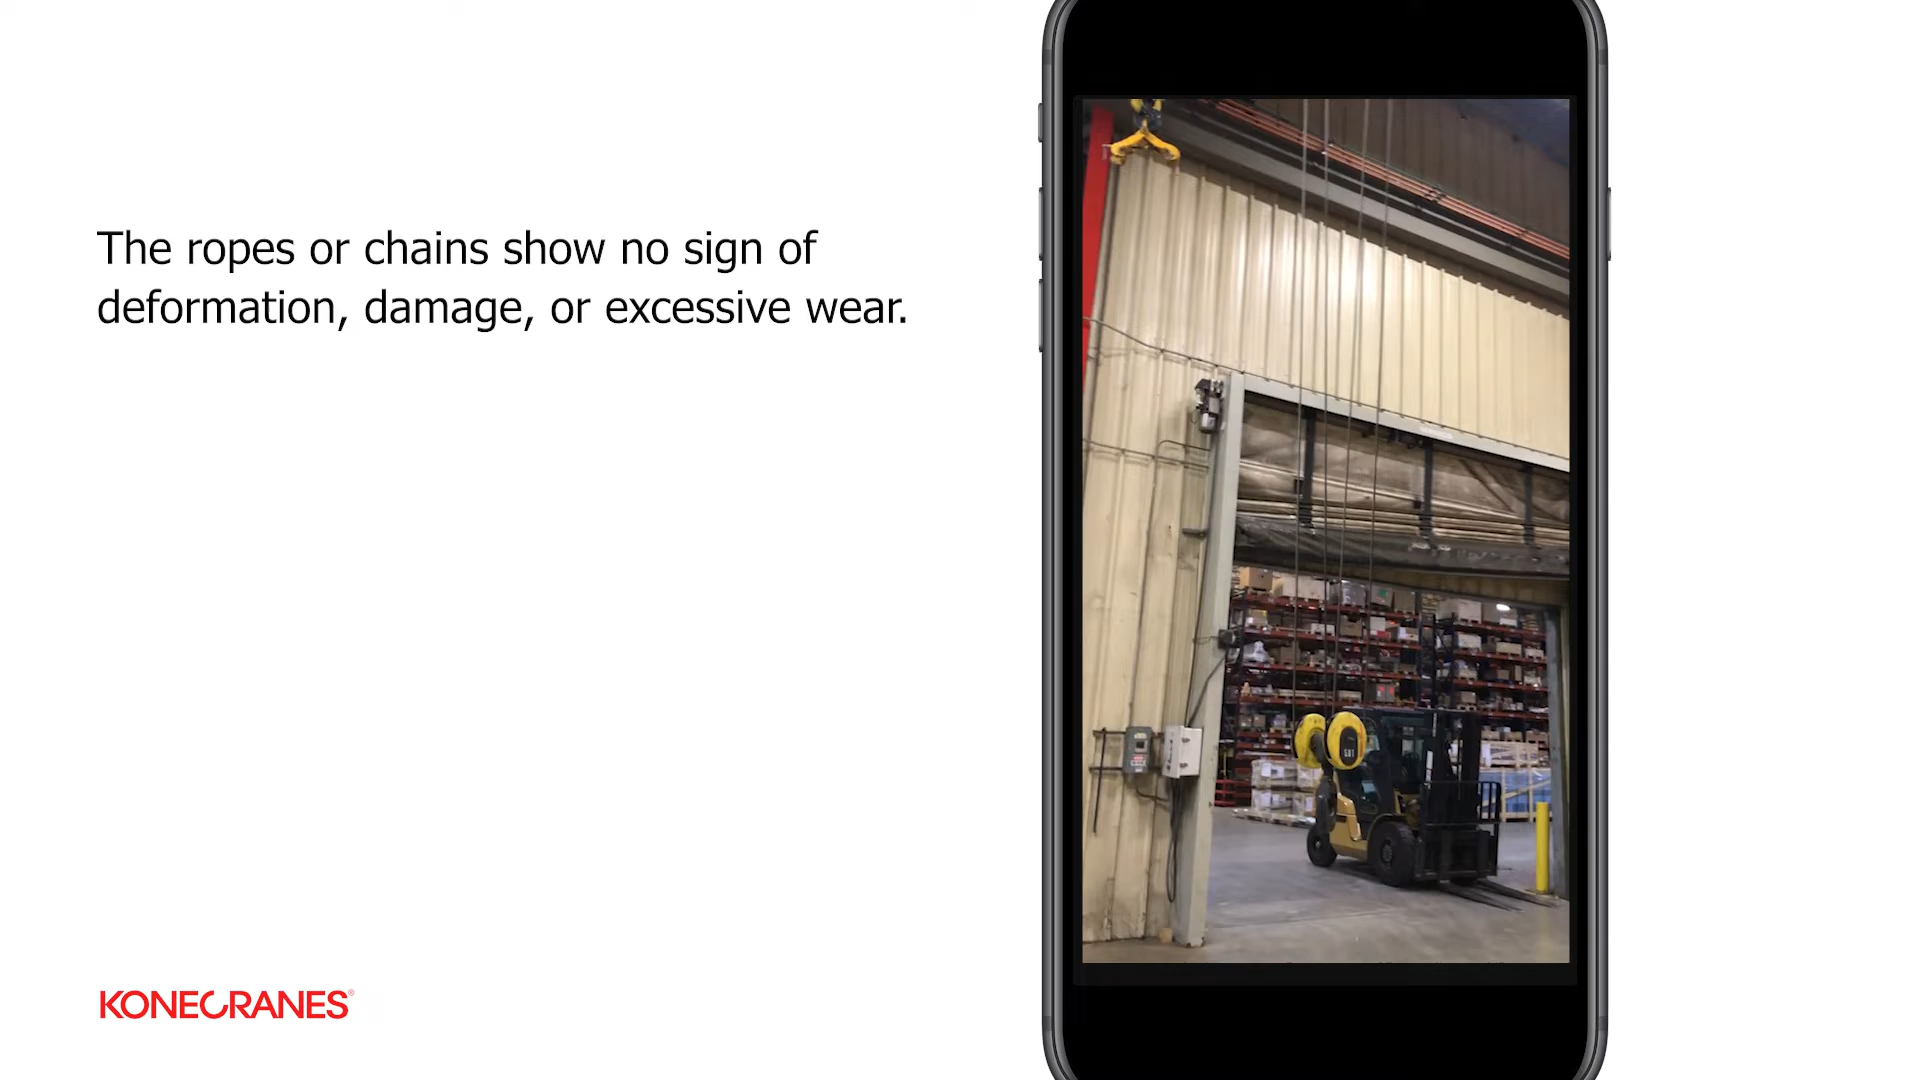 The ropes or chains show no sign of
deformation, damage, or excessive wear.
KONECRANES®